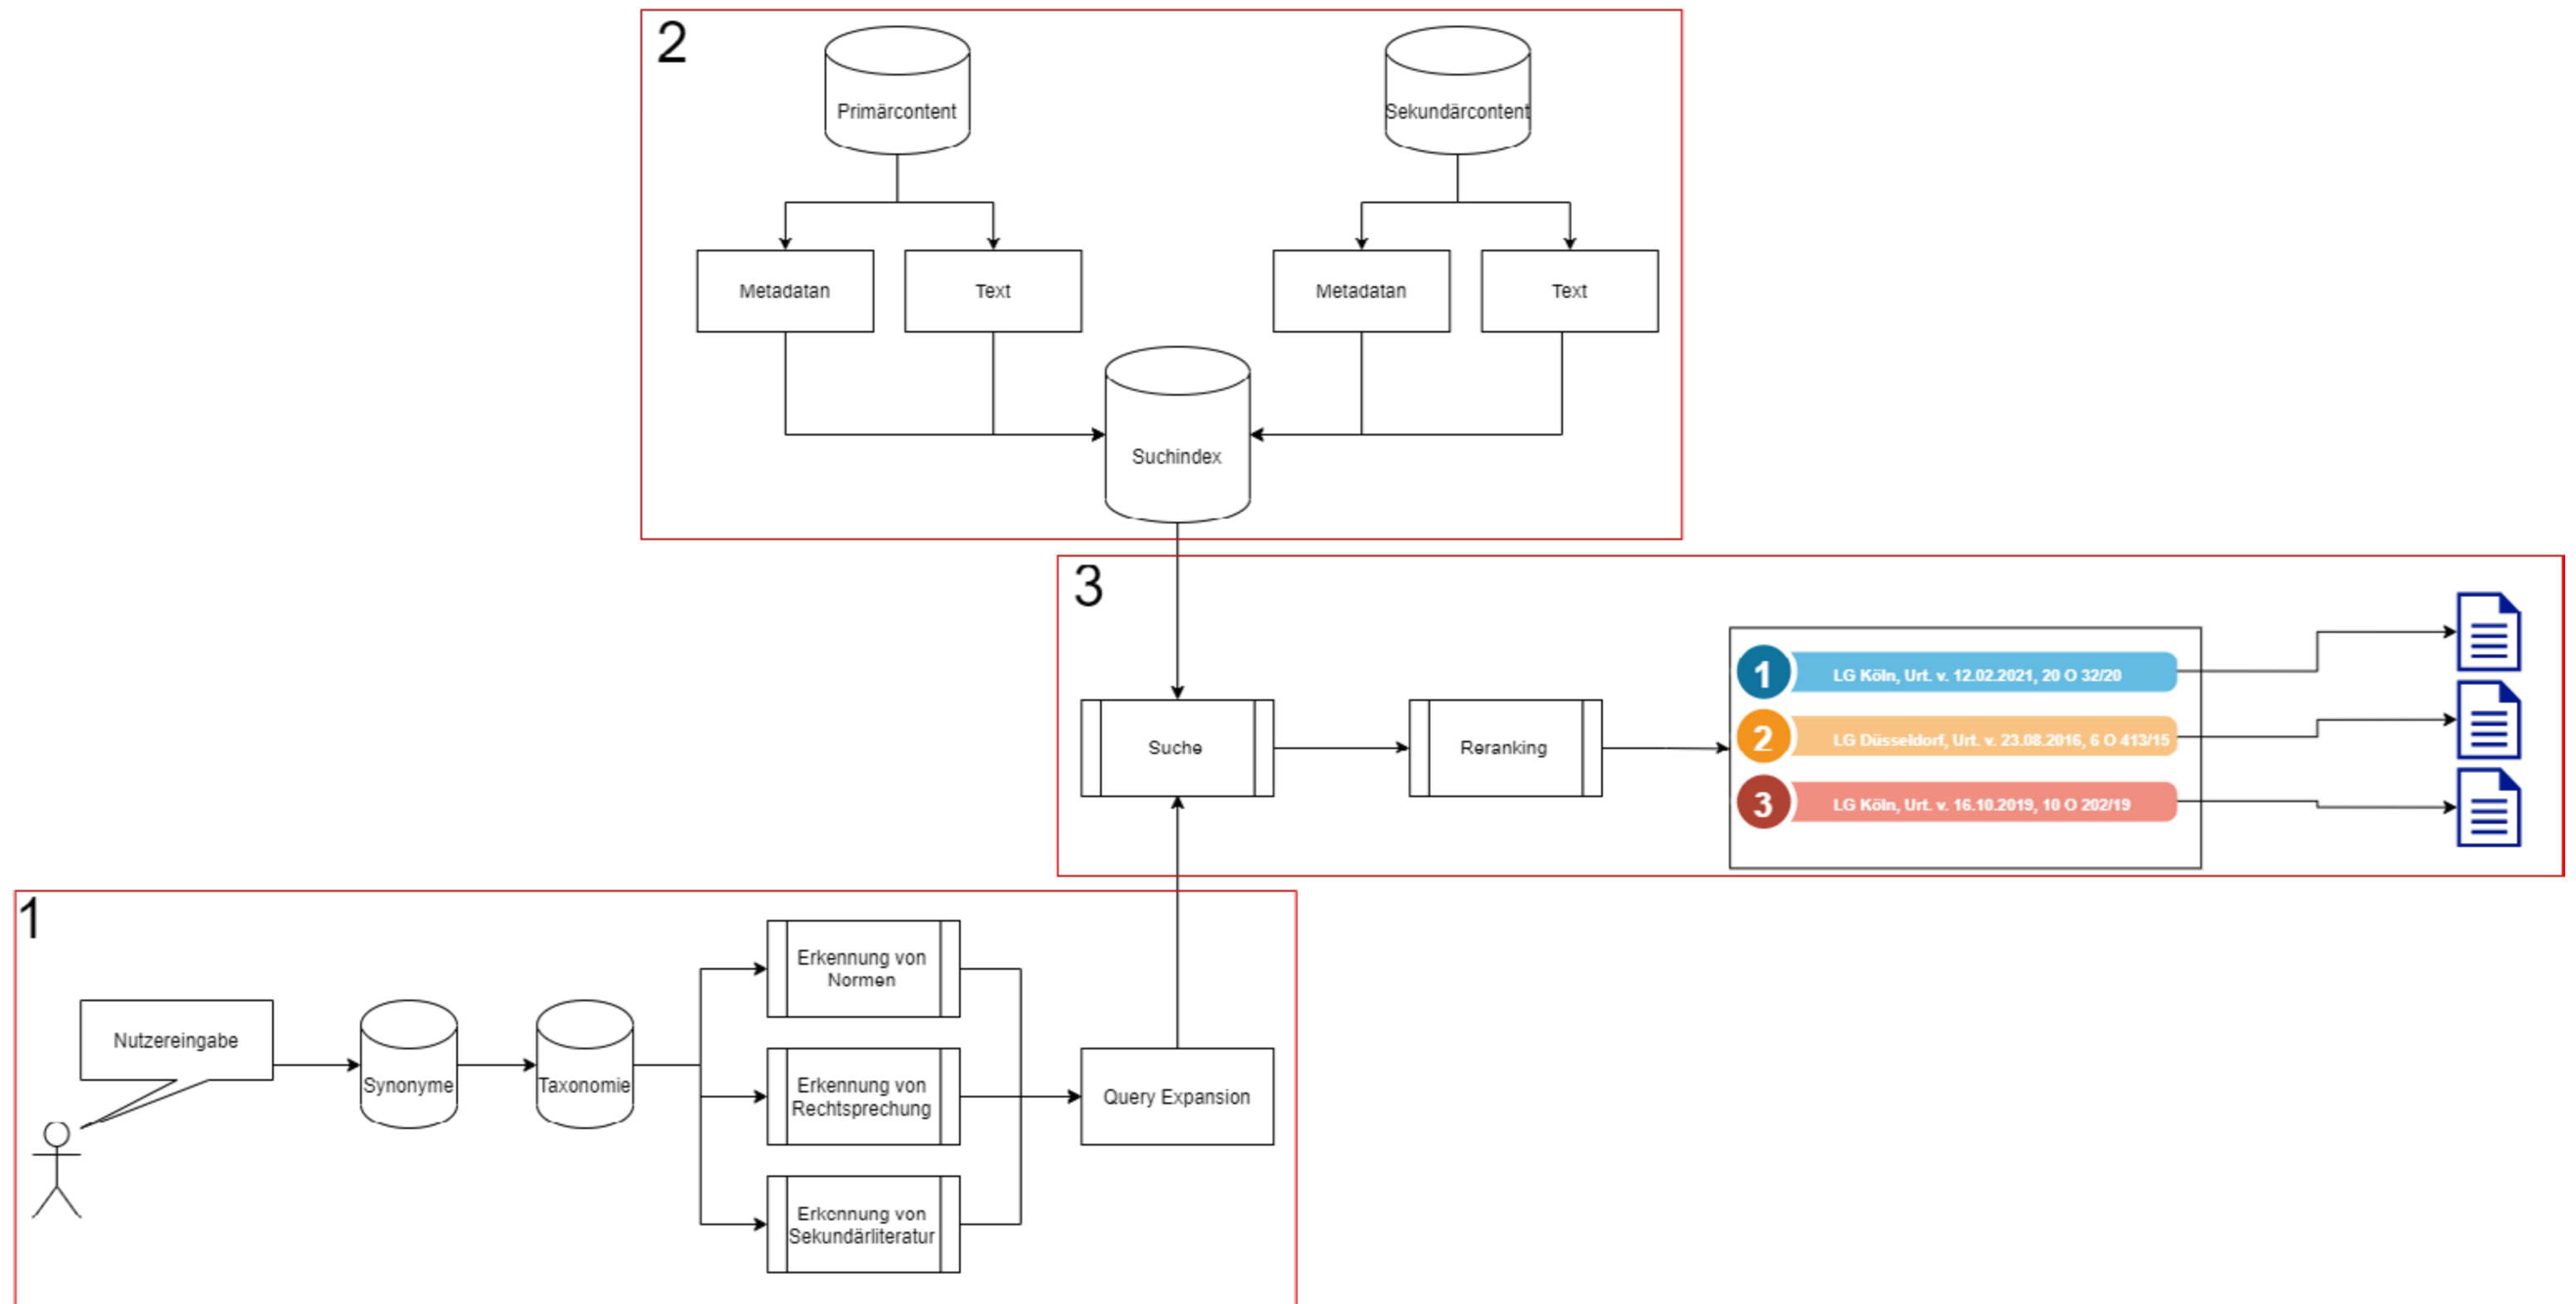 2
Primärcontent
Sekundärcontent
Metadatan
Text
Metadatan
Text
Suchindex
3
Suche
Reranking
1 LG Köln, Urt. v. 12.02.2021, 20 O 32/20
2 LG Düsseldorf, Urt. v. 23.08.2016, 6 O 413/15
3 LG Köln, Urt. v. 16.10.2019, 10 O 202/19
1
Nutzereingabe
Synonyme
Taxonomie
Erkennung von
Normen
Erkennung von
Rechtsprechung
Erkennung von
Sekundärliteratur
Query Expansion